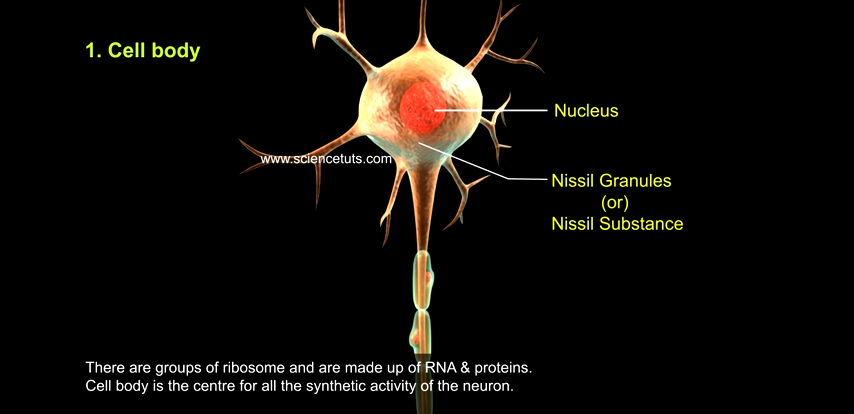 1. Cell body
Nucleus
www.sciencetuts.com
Nissil Granules
(or)
Nissil Substance
There are groups of ribosome and are made up of RNA & proteins.
Cell body is the centre for all the synthetic activity of the neuron.